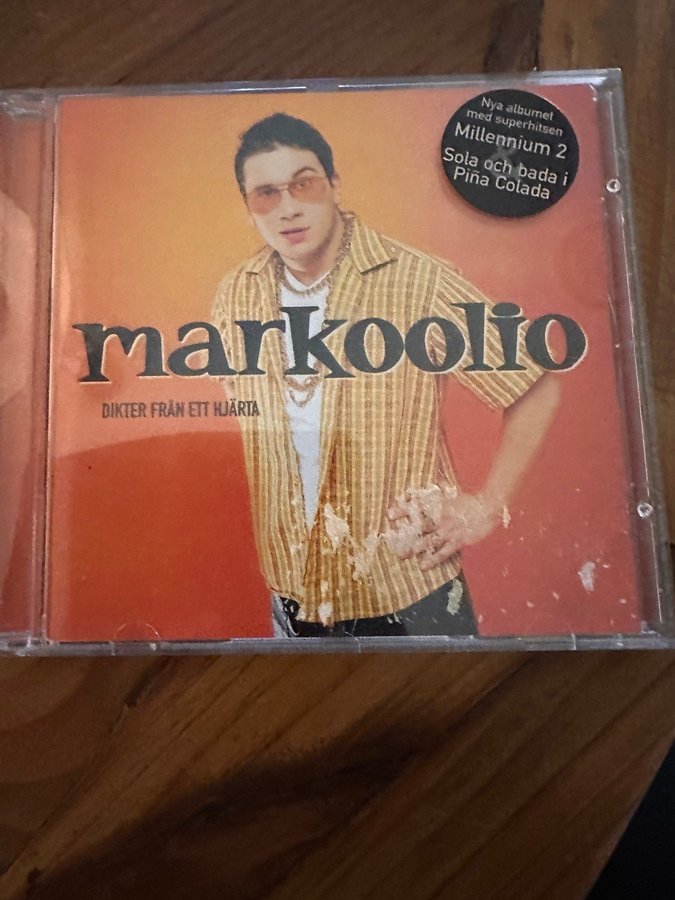 Nya albumet
med superhitsen
Millennium 2
Sola och bada i
Piña Colada
markoolio
DIKTER FRÅN ETT HJÄRTA